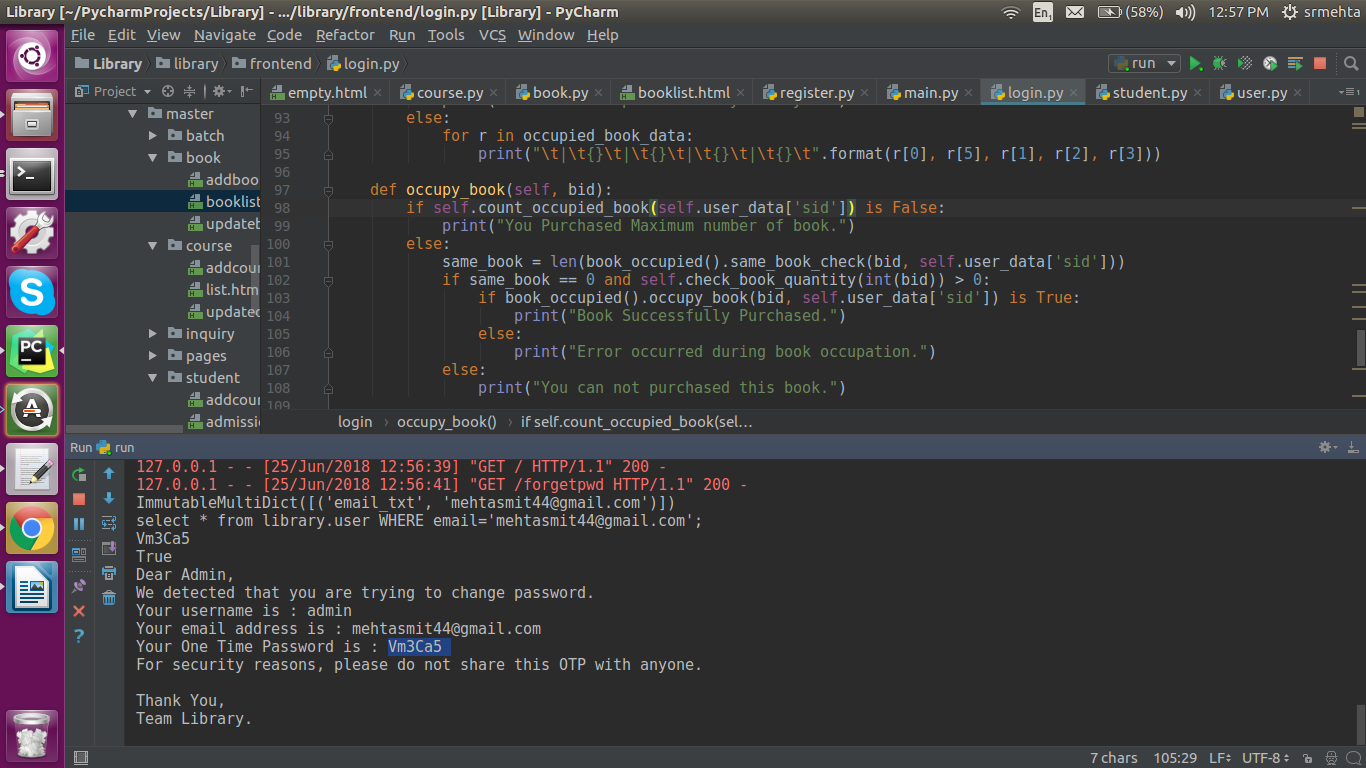 Library [~/PycharmProjects/Library] - .../library/frontend/login.py [Library] - PyCharm
En1 (58%) 12:57 PM srmehta
File Edit View Navigate Code Refactor Run Tools VCS Window Help
Library library frontend login.py run
Project empty.html course.py book.py booklist.html register.py main.py login.py student.py user.py
master
batch
book
addboo
booklist
updateb
course
addcour
list.htm
updatec
inquiry
pages
student
addcour
admissi
93 else:
94 for r in occupied_book_data:
95 print("\t|\t{}\t|\t{}\t|\t{}\t|\t{}\t".format(r[0], r[5], r[1], r[2], r[3]))
96
97 def occupy_book(self, bid):
98 if self.count_occupied_book(self.user_data['sid']) is False:
99 print("You Purchased Maximum number of book.")
100 else:
101 same_book = len(book_occupied().same_book_check(bid, self.user_data['sid']))
102 if same_book == 0 and self.check_book_quantity(int(bid)) > 0:
103 if book_occupied().occupy_book(bid, self.user_data['sid']) is True:
104 print("Book Successfully Purchased.")
105 else:
106 print("Error occurred during book occupation.")
107 else:
108 print("You can not purchased this book.")
109
login occupy_book() if self.count_occupied_book(sel...
Run run
127.0.0.1 - - [25/Jun/2018 12:56:39] "GET / HTTP/1.1" 200 -
127.0.0.1 - - [25/Jun/2018 12:56:41] "GET /forgetpwd HTTP/1.1" 200 -
ImmutableMultiDict([('email_txt', 'mehtasmit44@gmail.com')])
select * from library.user WHERE email='mehtasmit44@gmail.com';
Vm3Ca5
True
Dear Admin,
We detected that you are trying to change password.
Your username is : admin
Your email address is : mehtasmit44@gmail.com
Your One Time Password is : Vm3Ca5
For security reasons, please do not share this OTP with anyone.
Thank You,
Team Library.
7 chars 105:29 LF UTF-8